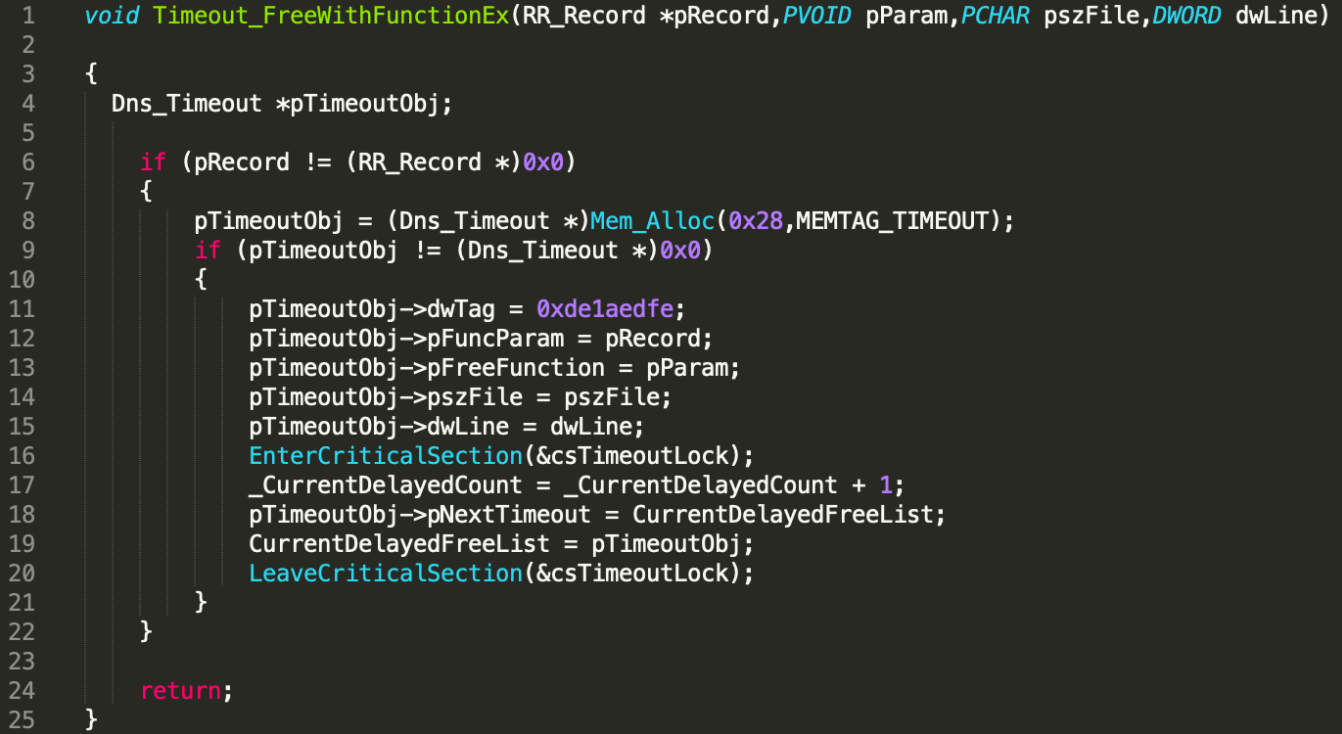 1 void Timeout_FreeWithFunctionEx(RR_Record *pRecord,PVOID pParam,PCHAR pszFile,DWORD dwLine)
2
3 {
4 Dns_Timeout *pTimeoutObj;
5
6 if (pRecord != (RR_Record *)0x0)
7 {
8 pTimeoutObj = (Dns_Timeout *)Mem_Alloc(0x28,MEMTAG_TIMEOUT);
9 if (pTimeoutObj != (Dns_Timeout *)0x0)
10 {
11 pTimeoutObj->dwTag = 0xde1aedfe;
12 pTimeoutObj->pFuncParam = pRecord;
13 pTimeoutObj->pFreeFunction = pParam;
14 pTimeoutObj->pszFile = pszFile;
15 pTimeoutObj->dwLine = dwLine;
16 EnterCriticalSection(&csTimeoutLock);
17 _CurrentDelayedCount = _CurrentDelayedCount + 1;
18 pTimeoutObj->pNextTimeout = CurrentDelayedFreeList;
19 CurrentDelayedFreeList = pTimeoutObj;
20 LeaveCriticalSection(&csTimeoutLock);
21 }
22 }
23
24 return;
25 }